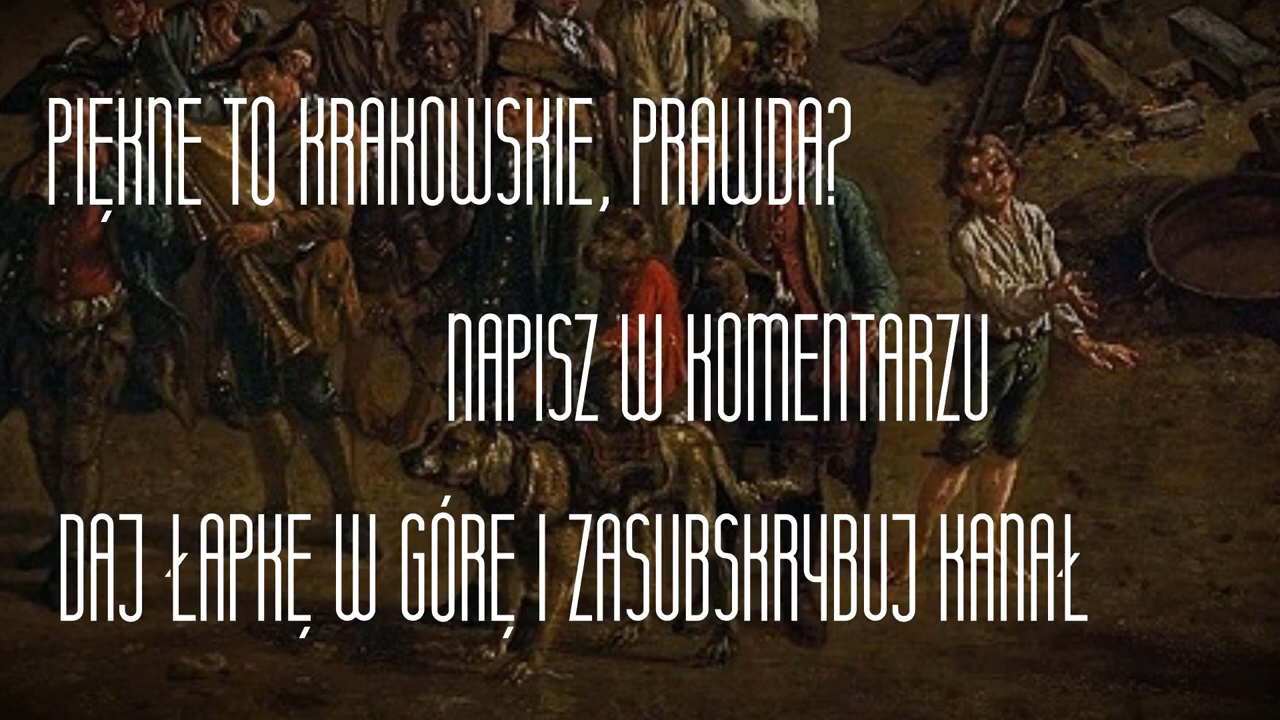 PIĘKNE TO KRAKOWSKIE, PRAWDA?
NAPISZ W KOMENTARZU
DAJ ŁAPKĘ W GÓRĘ I ZASUBSKRYBUJ KANAŁ